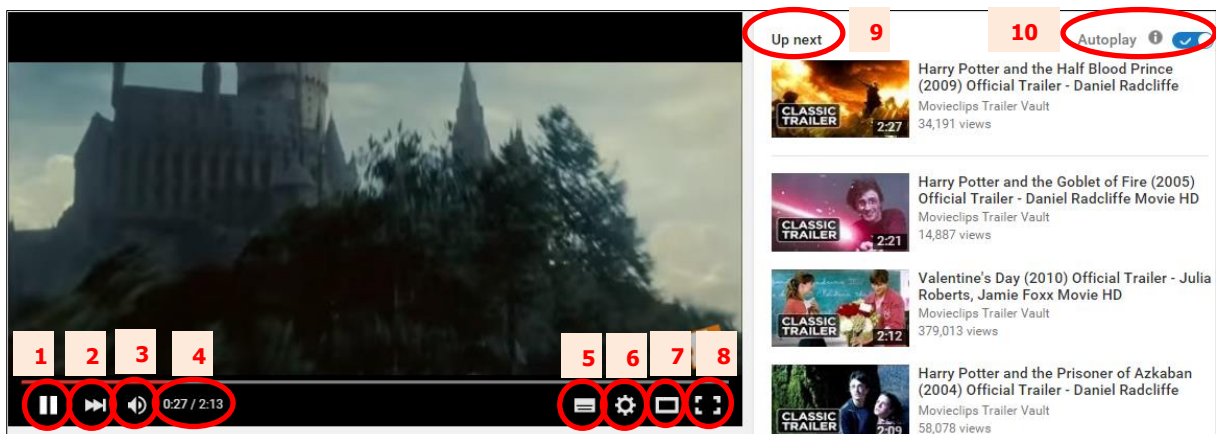 Up next 9 10 Autoplay
Harry Potter and the Half Blood Prince
(2009) Official Trailer - Daniel Radcliffe
Movieclips Trailer Vault
34,191 views
CLASSIC
TRAILER
2:27
Harry Potter and the Goblet of Fire (2005)
Official Trailer - Daniel Radcliffe Movie HD
Movieclips Trailer Vault
14,887 views
CLASSIC
TRAILER
2:21
Valentine's Day (2010) Official Trailer - Julia
Roberts, Jamie Foxx Movie HD
Movieclips Trailer Vault
379,013 views
CLASSIC
TRAILER
2:12
Harry Potter and the Prisoner of Azkaban
(2004) Official Trailer - Daniel Radcliffe
Movieclips Trailer Vault
58,078 views
CLASSIC
TRAILER
2:09
1 2 3 4 5 6 7 8
0:27 / 2:13